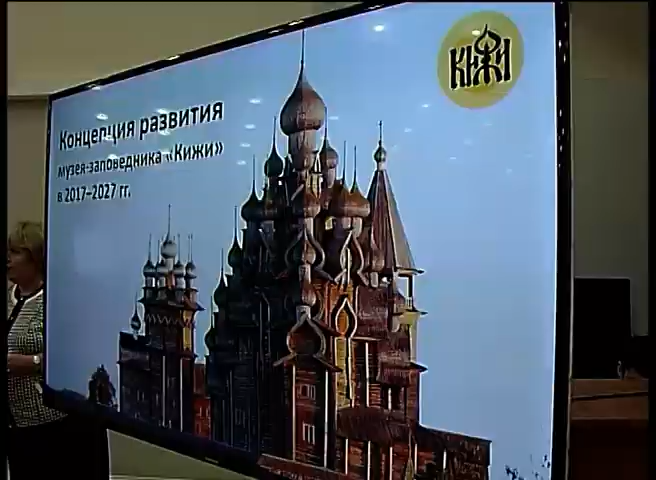 Концепция развития
музея-заповедника «Кижи»
в 2017–2027 гг.
КИЖИ